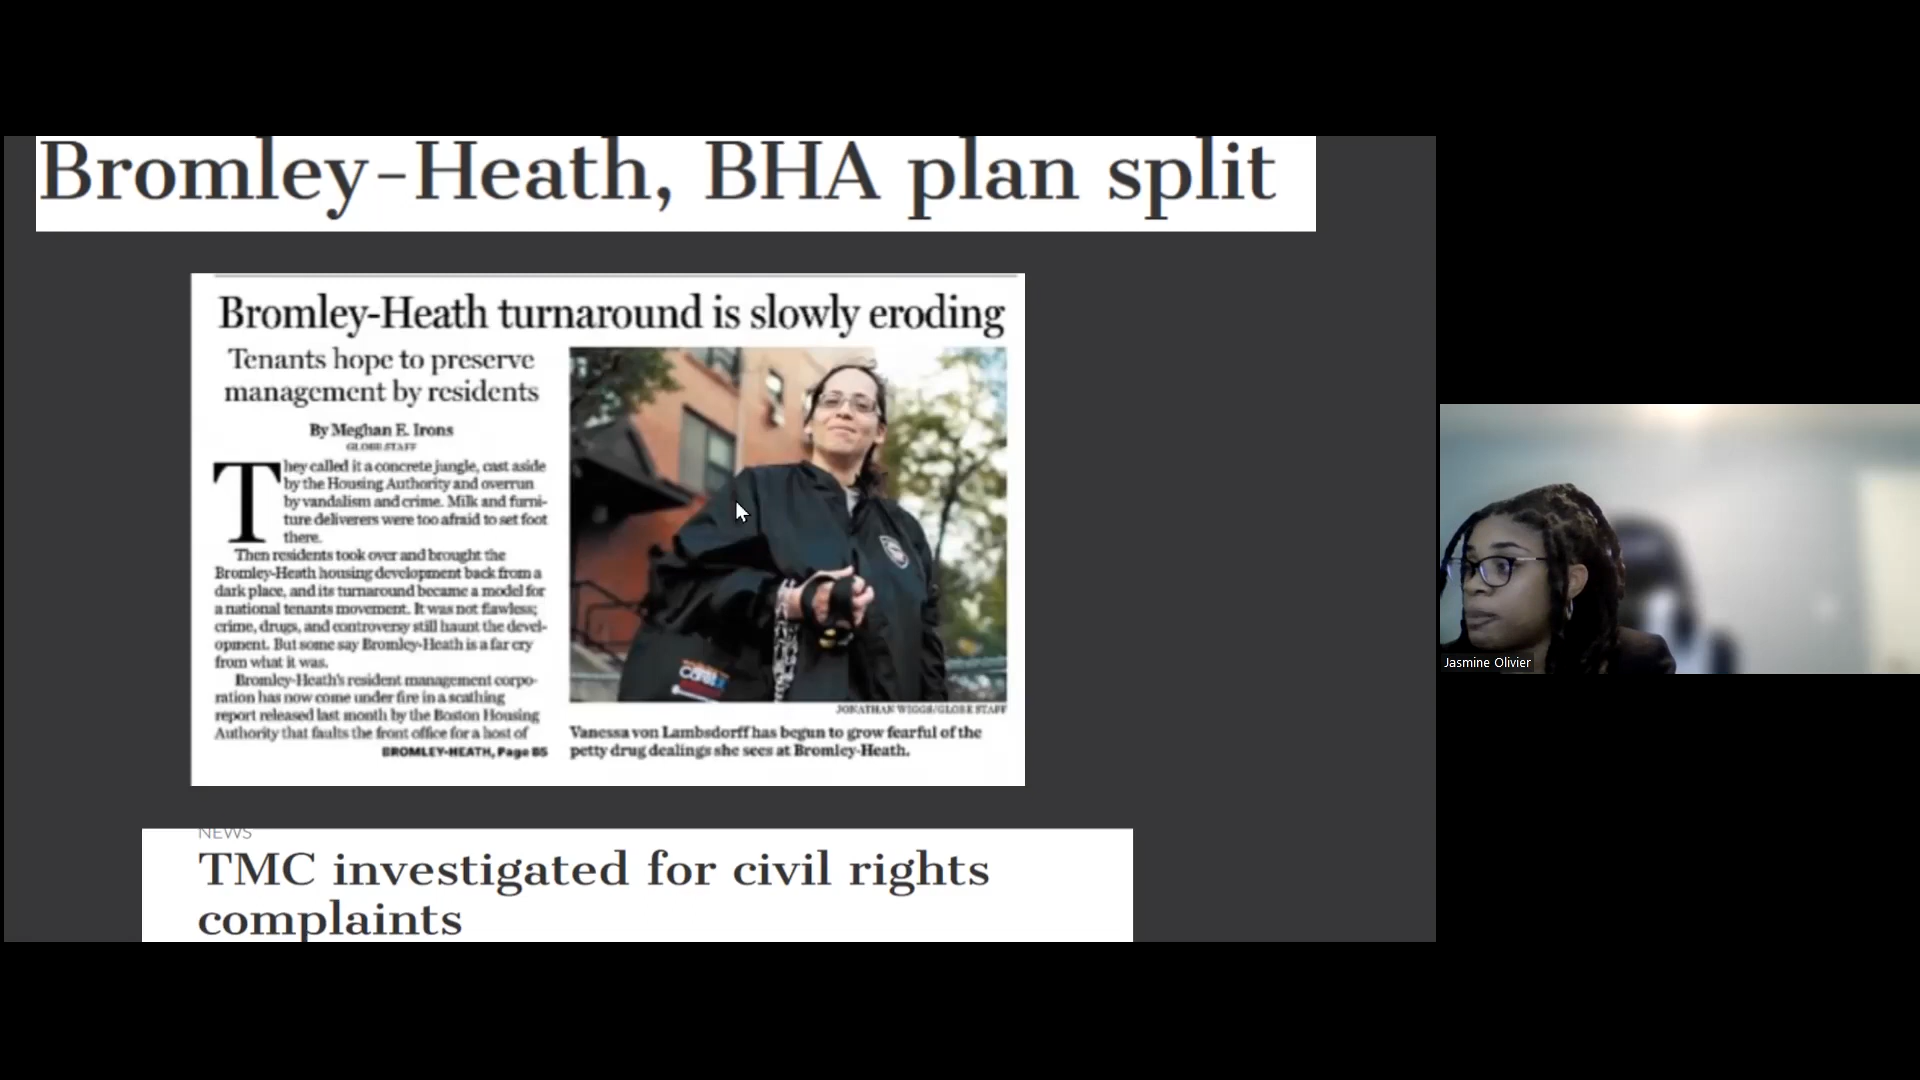 Bromley-Heath, BHA plan split
Bromley-Heath turnaround is slowly eroding
Tenants hope to preserve
management by residents
By Meghan E. Irons
GLOBE STAFF
They called it a concrete jungle, cast aside
by the Housing Authority and overrun
by vandalism and crime. Milk and furni-
ture deliverers were too afraid to set foot
there.
Then residents took over and brought the
Bromley-Heath housing development back from a
dark place, and its turnaround became a model for
a national tenants movement. It was not flawless;
crime, drugs, and controversy still haunt the devel-
opment. But some say Bromley-Heath is a far cry
from what it was.
Bromley-Heath's resident management corpo-
ration has now come under fire in a scathing
report released last month by the Boston Housing
Authority that faults the front office for a host of
BROMLEY-HEATH, Page B5
JONATHAN WIGGS/GLOBE STAFF
Vanessa von Lambsdorff has begun to grow fearful of the
petty drug dealings she sees at Bromley-Heath.
NEWS
TMC investigated for civil rights
complaints
Jasmine Olivier